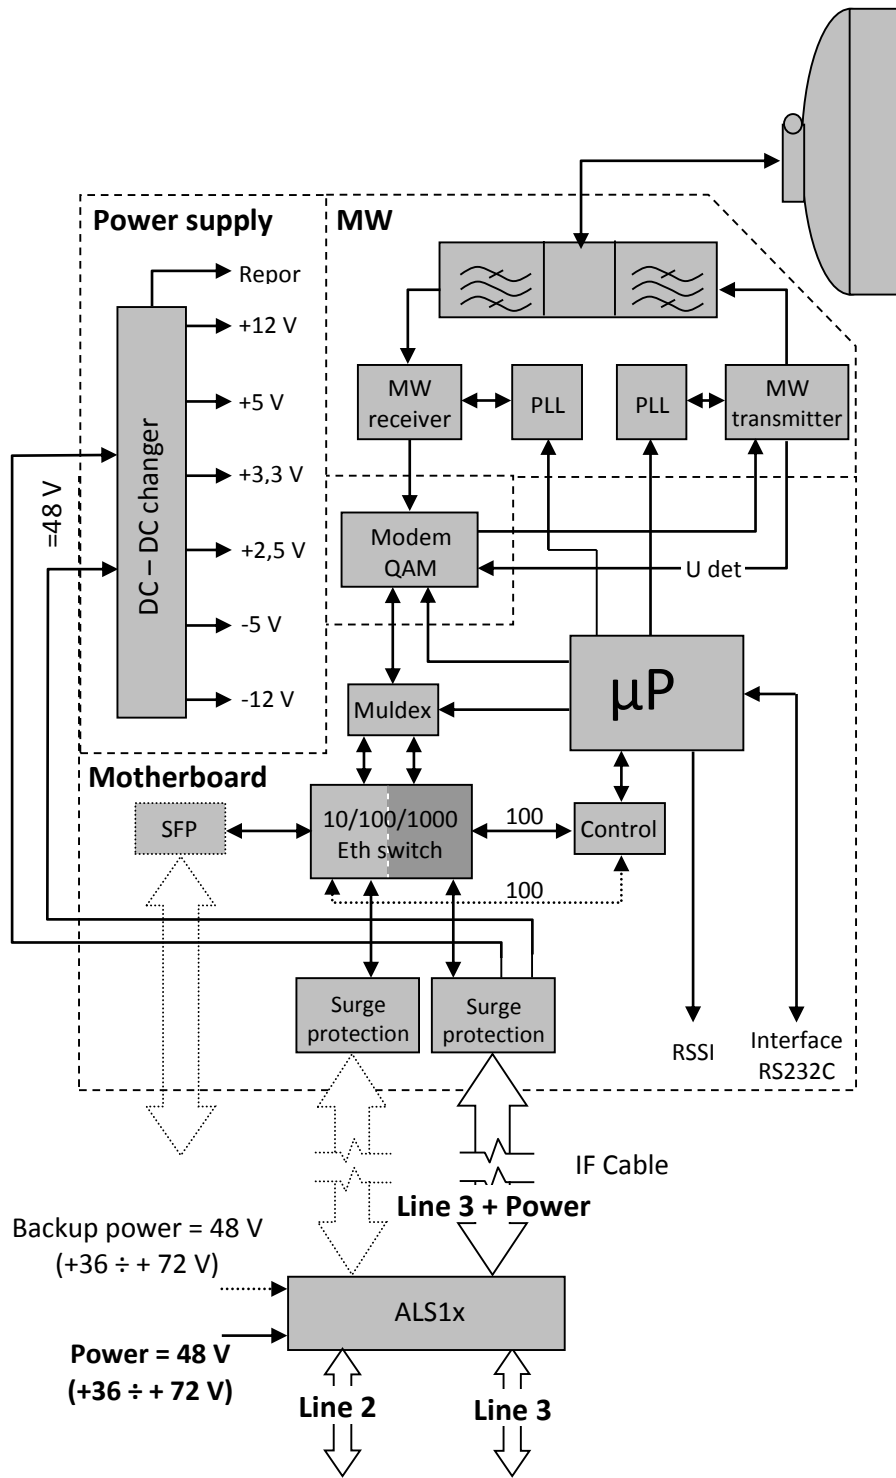 Power supply
MW
Repor
+12 V
+5 V
+3,3 V
+2,5 V
-5 V
-12 V
DC – DC changer
=48 V
MW
receiver
PLL
PLL
MW
transmitter
Modem
QAM
U det
µP
Muldex
Motherboard
SFP
10/100/1000
Eth switch
100
Control
100
Surge
protection
Surge
protection
RSSI
Interface
RS232C
IF Cable
Line 3 + Power
Backup power = 48 V
(+36 ÷ + 72 V)
ALS1x
Power = 48 V
(+36 ÷ + 72 V)
Line 2
Line 3